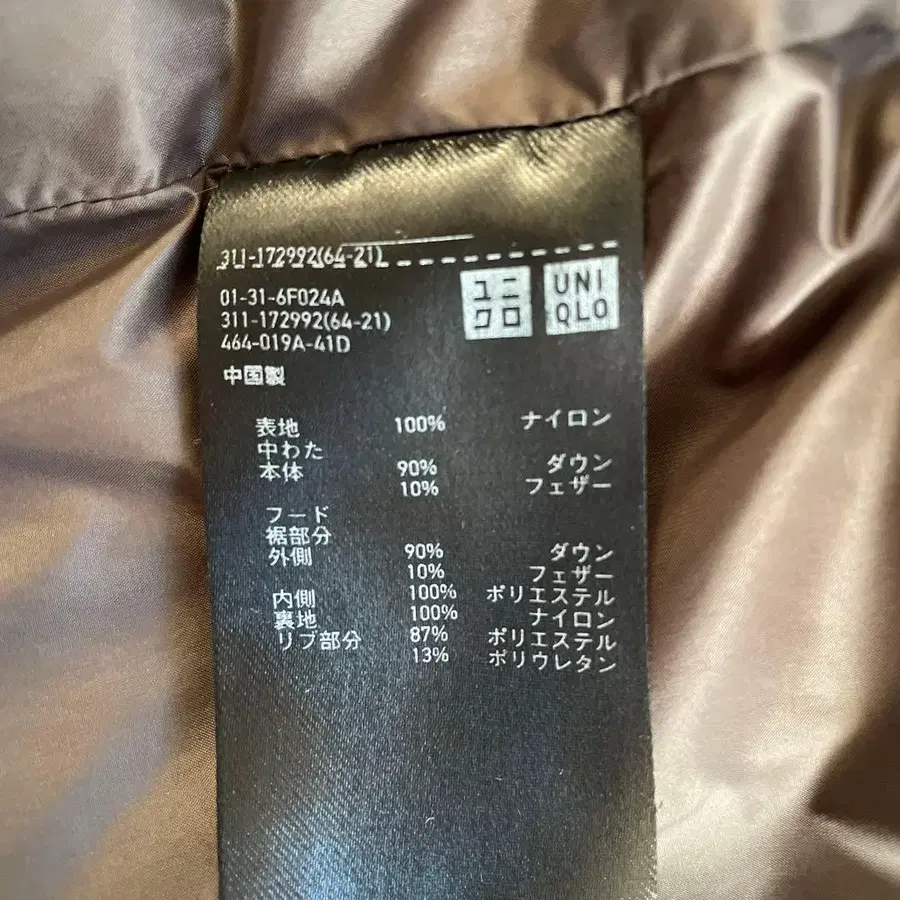 311-172992(64-21)
01-31-6F024A
311-172992(64-21)
464-019A-41D
ユニ
クロ
UNI
QLO
中国製
表地 100% ナイロン
中わた
本体 90% ダウン
10% フェザー
フード
裾部分
外側 90% ダウン
10% フェザー
内側 100% ポリエステル
裏地 100% ナイロン
リブ部分 87% ポリエステル
13% ポリウレタン